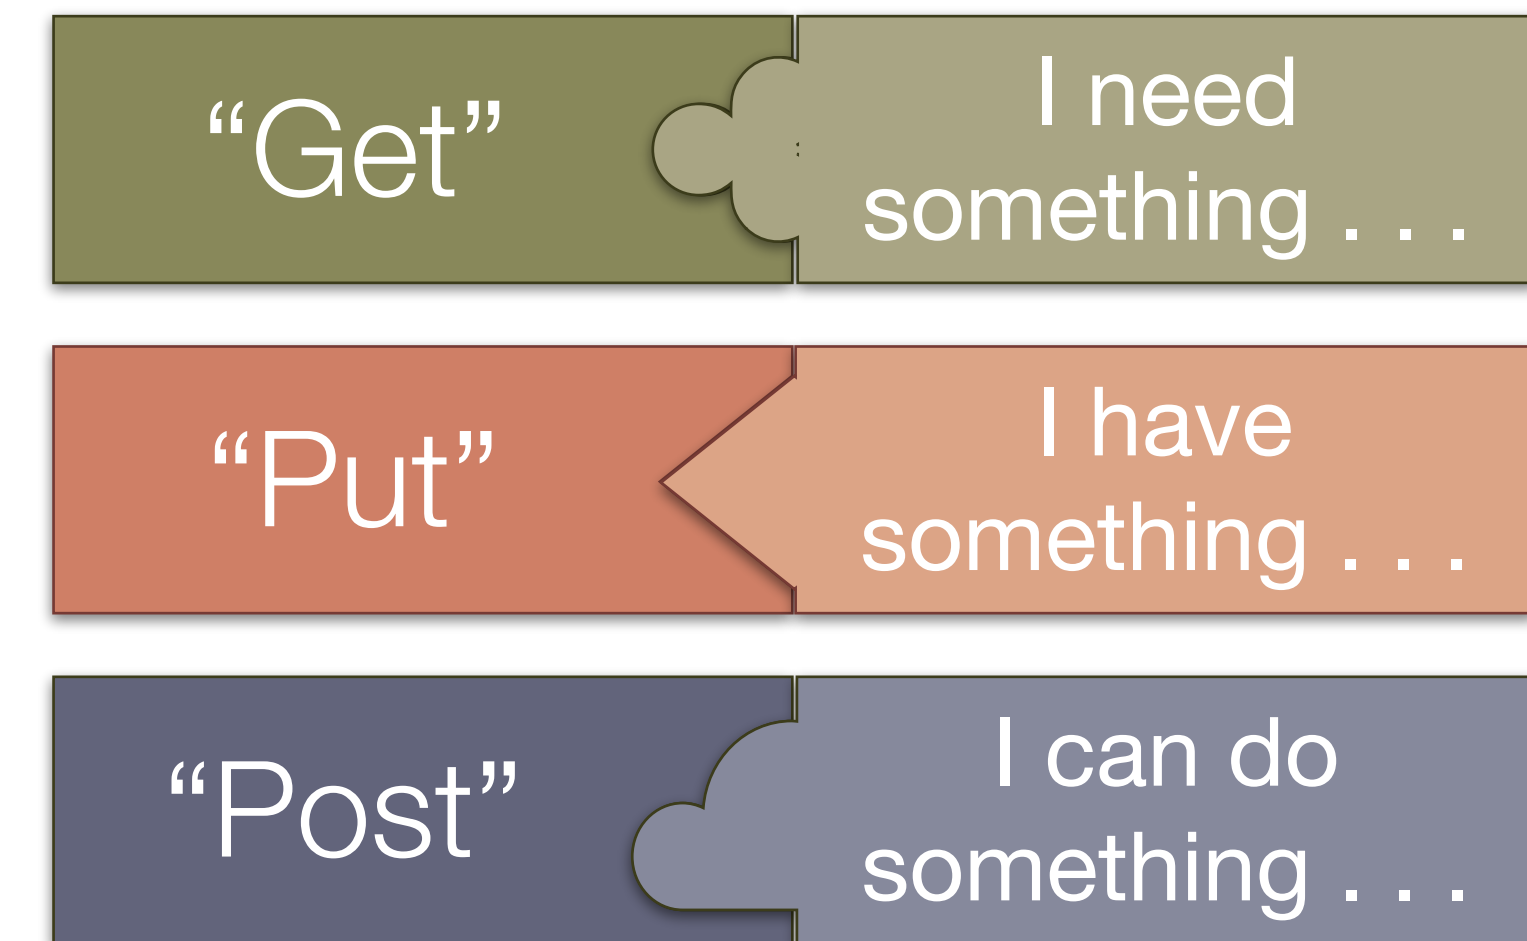 “Get”
I need
something . . .
“Put”
I have
something . . .
“Post”
I can do
something . . .